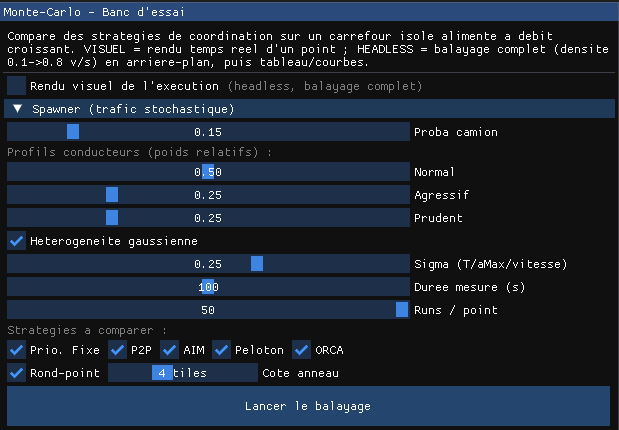 Monte-Carlo - Banc d'essai
Compare des strategies de coordination sur un carrefour isole alimente a debit
croissant. VISUEL = rendu temps reel d'un point ; HEADLESS = balayage complet (densite
0.1->0.8 v/s) en arriere-plan, puis tableau/courbes.
Rendu visuel de l'execution (headless, balayage complet)
Spawner (trafic stochastique)
0.15 Proba camion
Profils conducteurs (poids relatifs) :
0.50 Normal
0.25 Agressif
0.25 Prudent
Heterogeneite gaussienne
0.25 Sigma (T/aMax/vitesse)
100 Duree mesure (s)
50 Runs / point
Strategies a comparer :
Prio. Fixe P2P AIM Peloton ORCA
Rond-point 4 tiles Cote anneau
Lancer le balayage